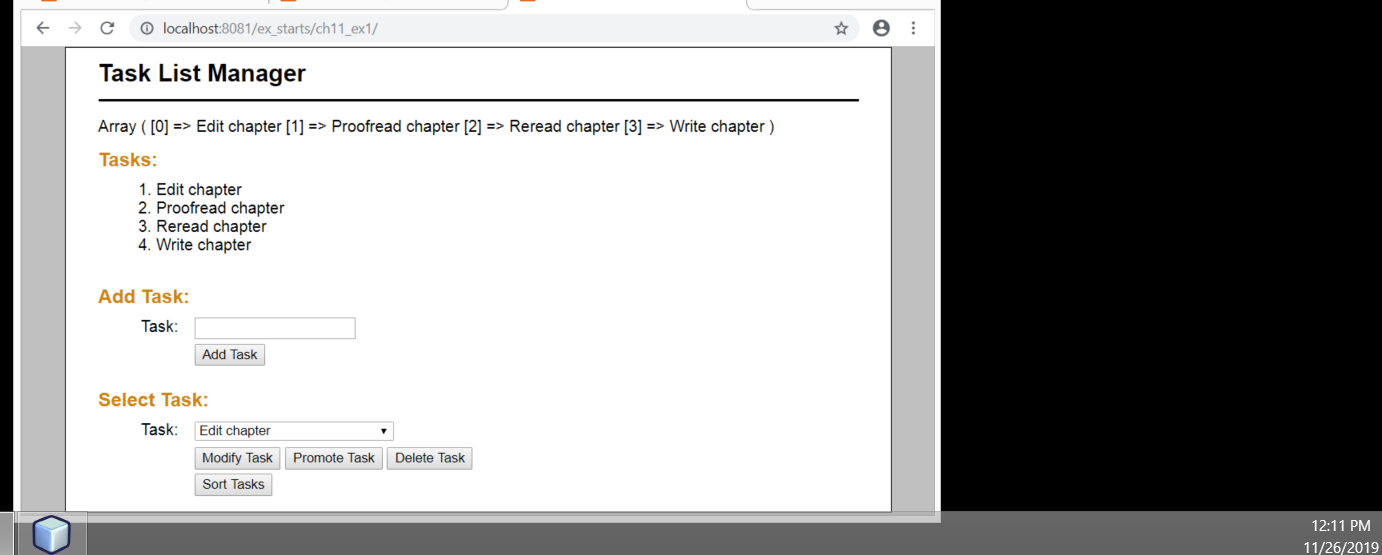 localhost:8081/ex_starts/ch11_ex1/
Task List Manager
Array ( [0] => Edit chapter [1] => Proofread chapter [2] => Reread chapter [3] => Write chapter )
Tasks:
1. Edit chapter
2. Proofread chapter
3. Reread chapter
4. Write chapter
Add Task:
Task:
Add Task
Select Task:
Task: Edit chapter
Modify Task Promote Task Delete Task
Sort Tasks
12:11 PM
11/26/2019